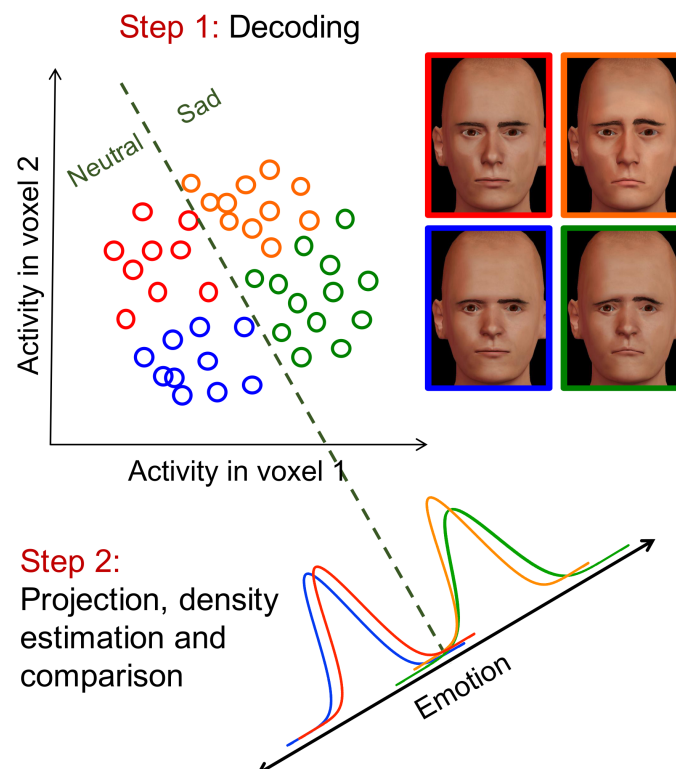 Step 1: Decoding
Sad
Neutral
Activity in voxel 2
Activity in voxel 1
Step 2:
Projection, density
estimation and
comparison
Emotion